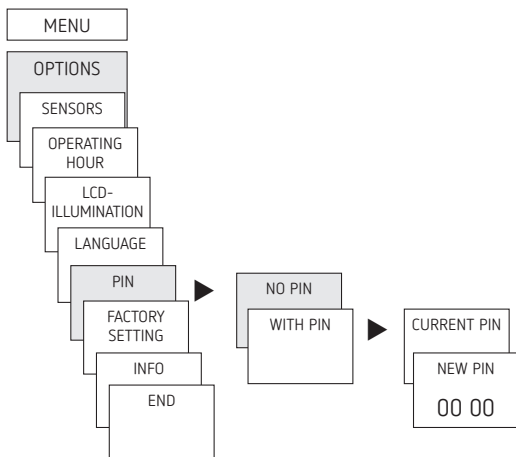 MENU
OPTIONS
SENSORS
OPERATING
HOUR
LCD-
ILLUMINATION
LANGUAGE
PIN
FACTORY
SETTING
INFO
END
NO PIN
WITH PIN
CURRENT PIN
NEW PIN
00 00